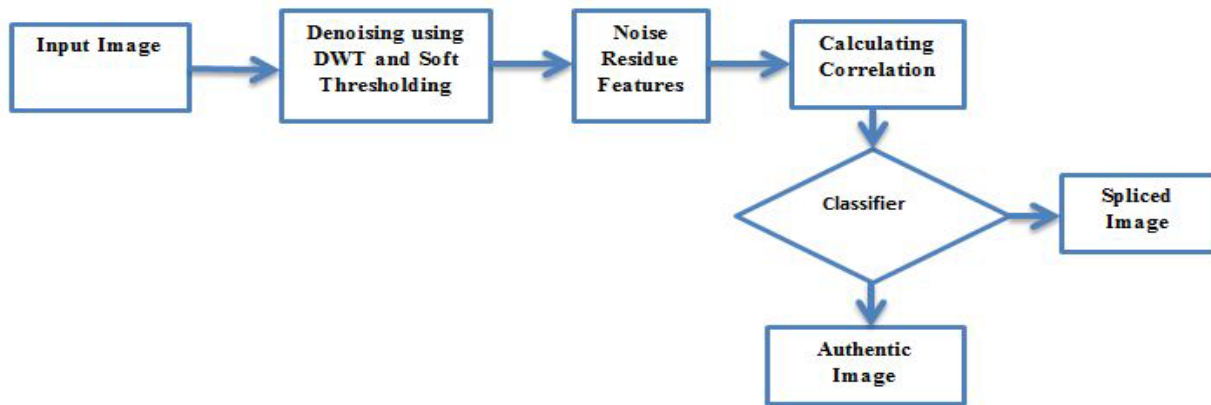 Input Image
Denoising using
DWT and Soft
Thresholding
Noise
Residue
Features
Calculating
Correlation
Classifier
Spliced
Image
Authentic
Image